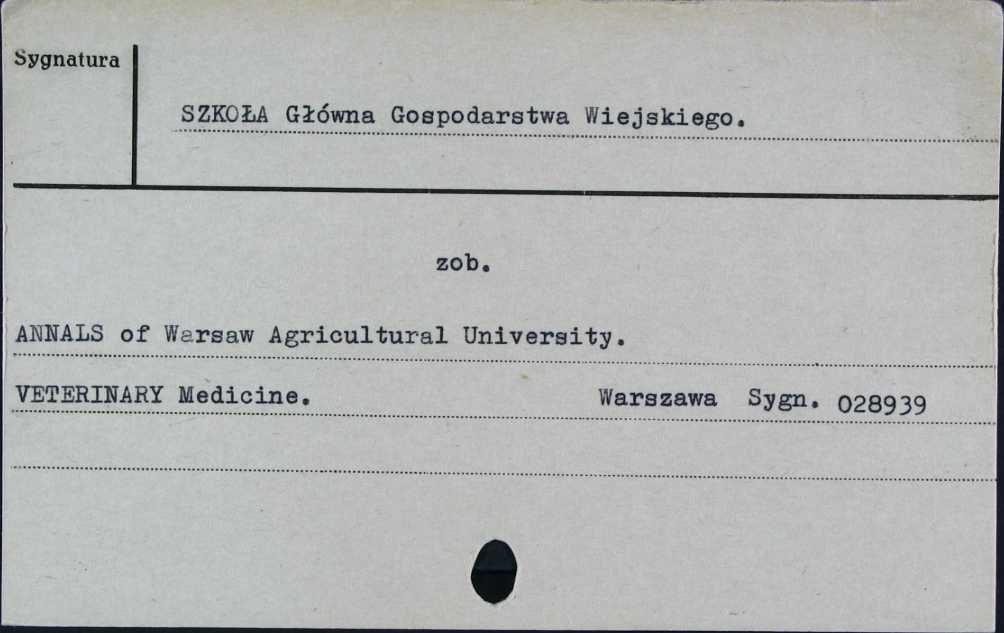 Sygnatura
SZKOŁA Główna Gospodarstwa Wiejskiego.
zob.
ANNALS of Warsaw Agricultural University.
VETERINARY Medicine. Warszawa Sygn. 028939